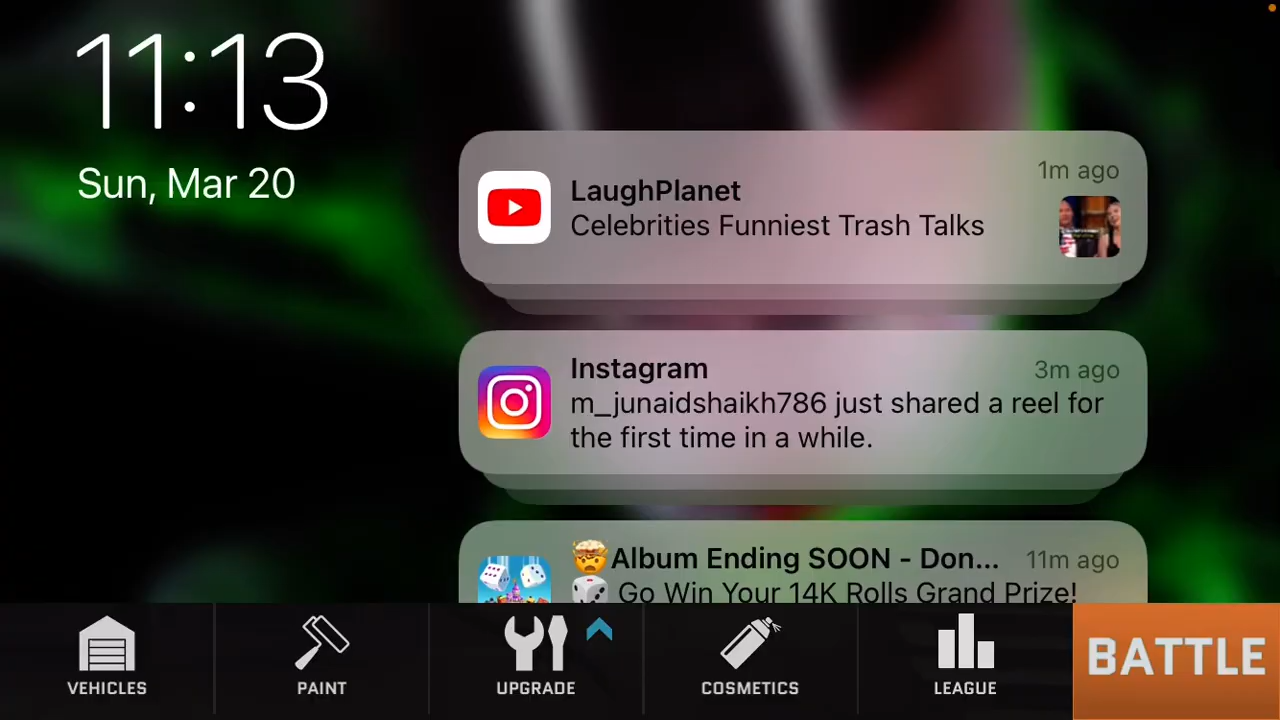 11:13
Sun, Mar 20
1m ago
LaughPlanet
Celebrities Funniest Trash Talks
Instagram
3m ago
m_junaidshaikh786 just shared a reel for
the first time in a while.
🤯Album Ending SOON - Don...
11m ago
🎲 Go Win Your 14K Rolls Grand Prize!
VEHICLES
PAINT
UPGRADE
COSMETICS
LEAGUE
BATTLE